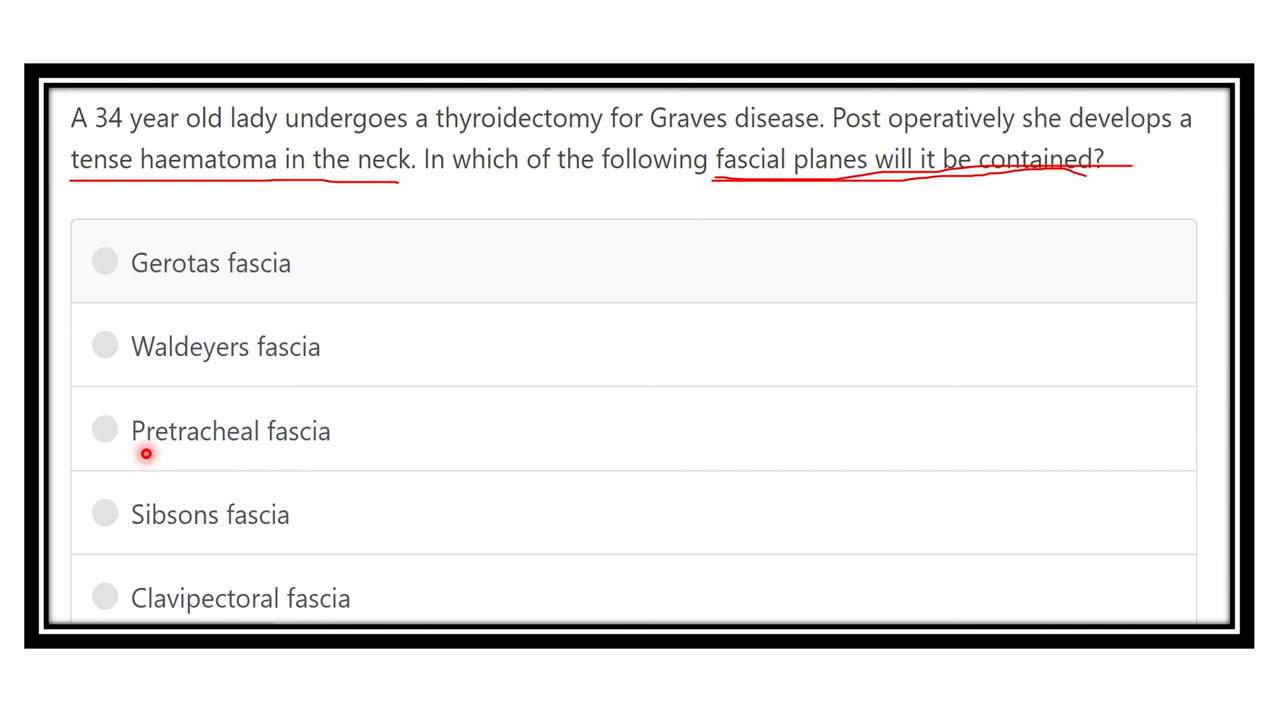 A 34 year old lady undergoes a thyroidectomy for Graves disease. Post operatively she develops a
tense haematoma in the neck. In which of the following fascial planes will it be contained?
Gerotas fascia
Waldeyers fascia
Pretracheal fascia
Sibsons fascia
Clavipectoral fascia